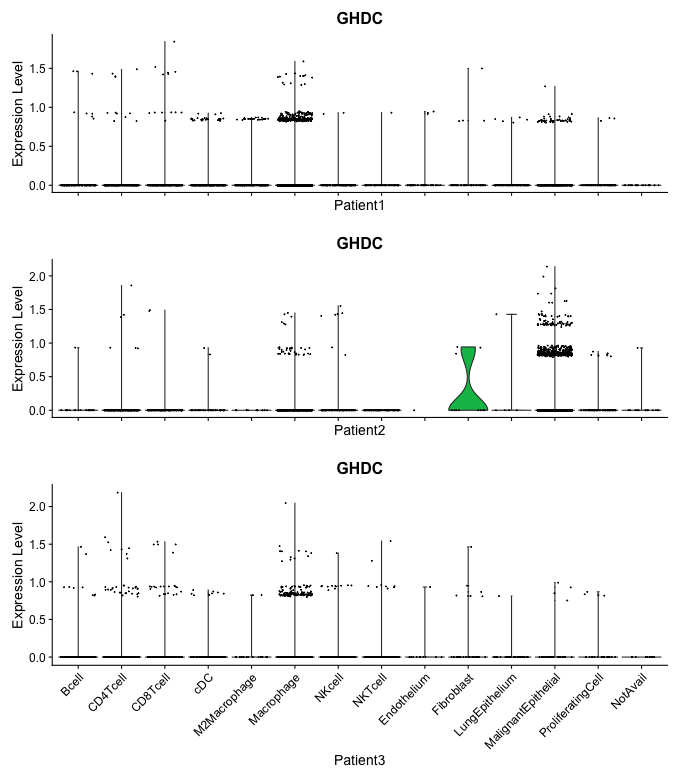 GHDC
Expression Level
1.5
1.0
0.5
0.0
Patient1
GHDC
Expression Level
2.0
1.5
1.0
0.5
0.0
Patient2
GHDC
Expression Level
2.0
1.5
1.0
0.5
0.0
Bcell
CD4Tcell
CD8Tcell
cDC
M2Macrophage
Macrophage
NKcell
NKTcell
Endothelium
Fibroblast
LungEpithelium
MalignantEpithelial
ProliferatingCell
NotAvail
Patient3